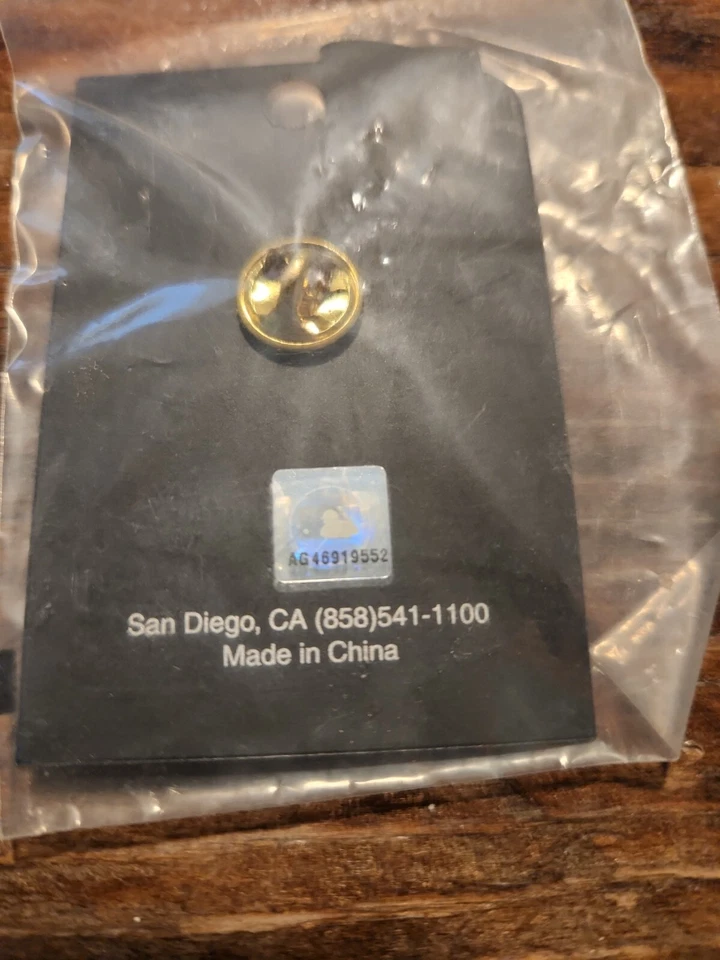 AG46919552
San Diego, CA (858)541-1100
Made in China